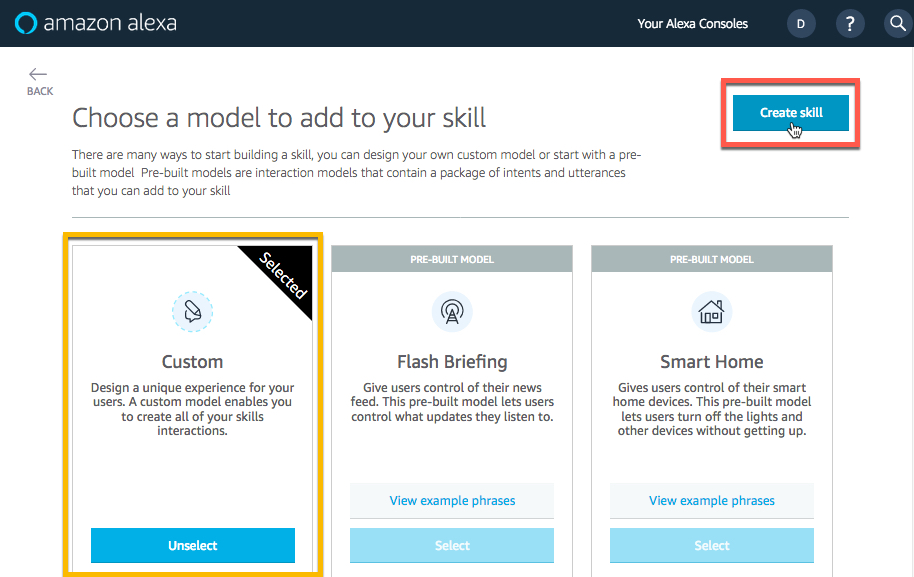 amazon alexa
Your Alexa Consoles
D
?
BACK
Choose a model to add to your skill
Create skill
There are many ways to start building a skill, you can design your own custom model or start with a pre-
built model  Pre-built models are interaction models that contain a package of intents and utterances
that you can add to your skill
Selected
Custom
Design a unique experience for your
users. A custom model enables you
to create all of your skills
interactions.
Unselect
PRE-BUILT MODEL
Flash Briefing
Give users control of their news
feed. This pre-built model lets users
control what updates they listen to.
View example phrases
Select
PRE-BUILT MODEL
Smart Home
Gives users control of their smart
home devices. This pre-built model
lets users turn off the lights and
other devices without getting up.
View example phrases
Select